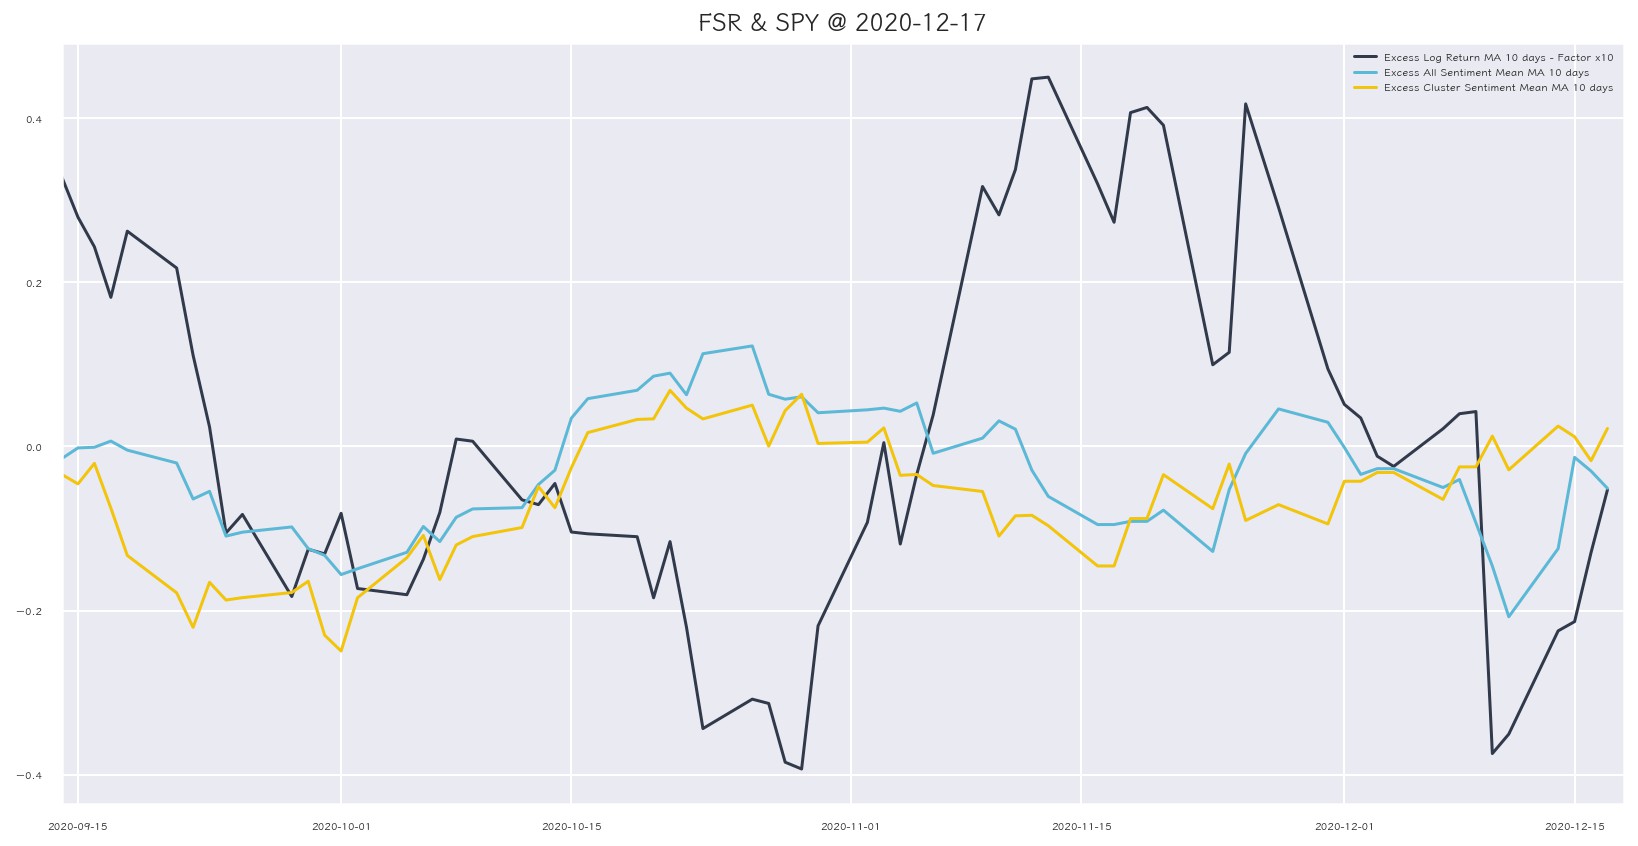 FSR & SPY @ 2020-12-17
Excess Log Return MA 10 days - Factor x10
Excess All Sentiment Mean MA 10 days
Excess Cluster Sentiment Mean MA 10 days
0.4
0.2
0.0
−0.2
−0.4
2020-09-15 2020-10-01 2020-10-15 2020-11-01 2020-11-15 2020-12-01 2020-12-15